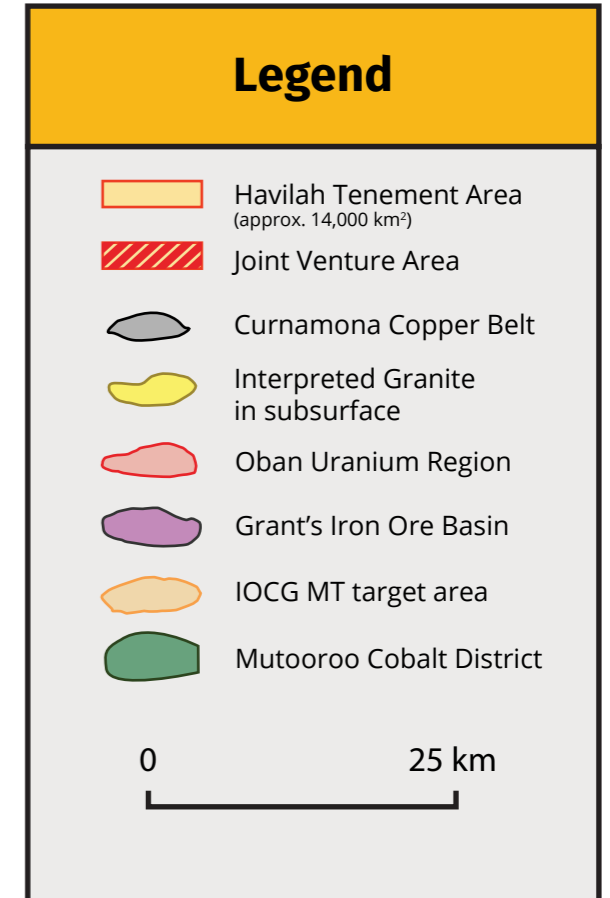 Legend
Havilah Tenement Area
(approx. 14,000 km²)
Joint Venture Area
Curnamona Copper Belt
Interpreted Granite
in subsurface
Oban Uranium Region
Grant's Iron Ore Basin
IOCG MT target area
Mutooroo Cobalt District
0 25 km